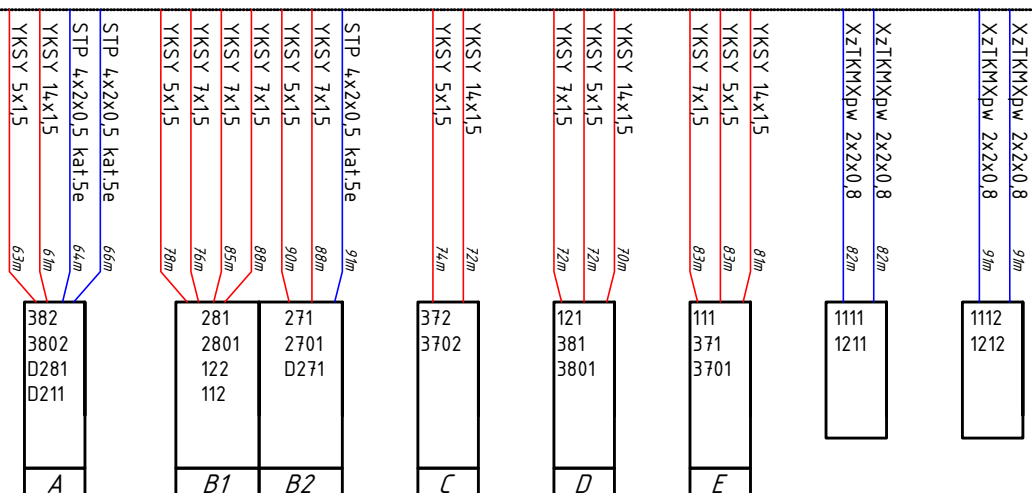 YKSY 5x1,5
YKSY 14x1,5
STP 4x2x0,5 kat.5e
STP 4x2x0,5 kat.5e
YKSY 5x1,5
YKSY 7x1,5
YKSY 7x1,5
YKSY 7x1,5
YKSY 5x1,5
YKSY 7x1,5
STP 4x2x0,5 kat.5e
YKSY 5x1,5
YKSY 14x1,5
YKSY 7x1,5
YKSY 5x1,5
YKSY 14x1,5
YKSY 7x1,5
YKSY 5x1,5
YKSY 14x1,5
XzTKMXpw 2x2x0,8
XzTKMXpw 2x2x0,8
XzTKMXpw 2x2x0,8
XzTKMXpw 2x2x0,8
63m
61m
64m
66m
78m
76m
85m
88m
90m
88m
91m
74m
72m
72m
72m
70m
83m
83m
81m
82m
82m
91m
91m
382
3802
D281
D211
A
281
2801
122
112
B1
271
2701
D271
B2
372
3702
C
121
381
3801
D
111
371
3701
E
1111
1211
1112
1212